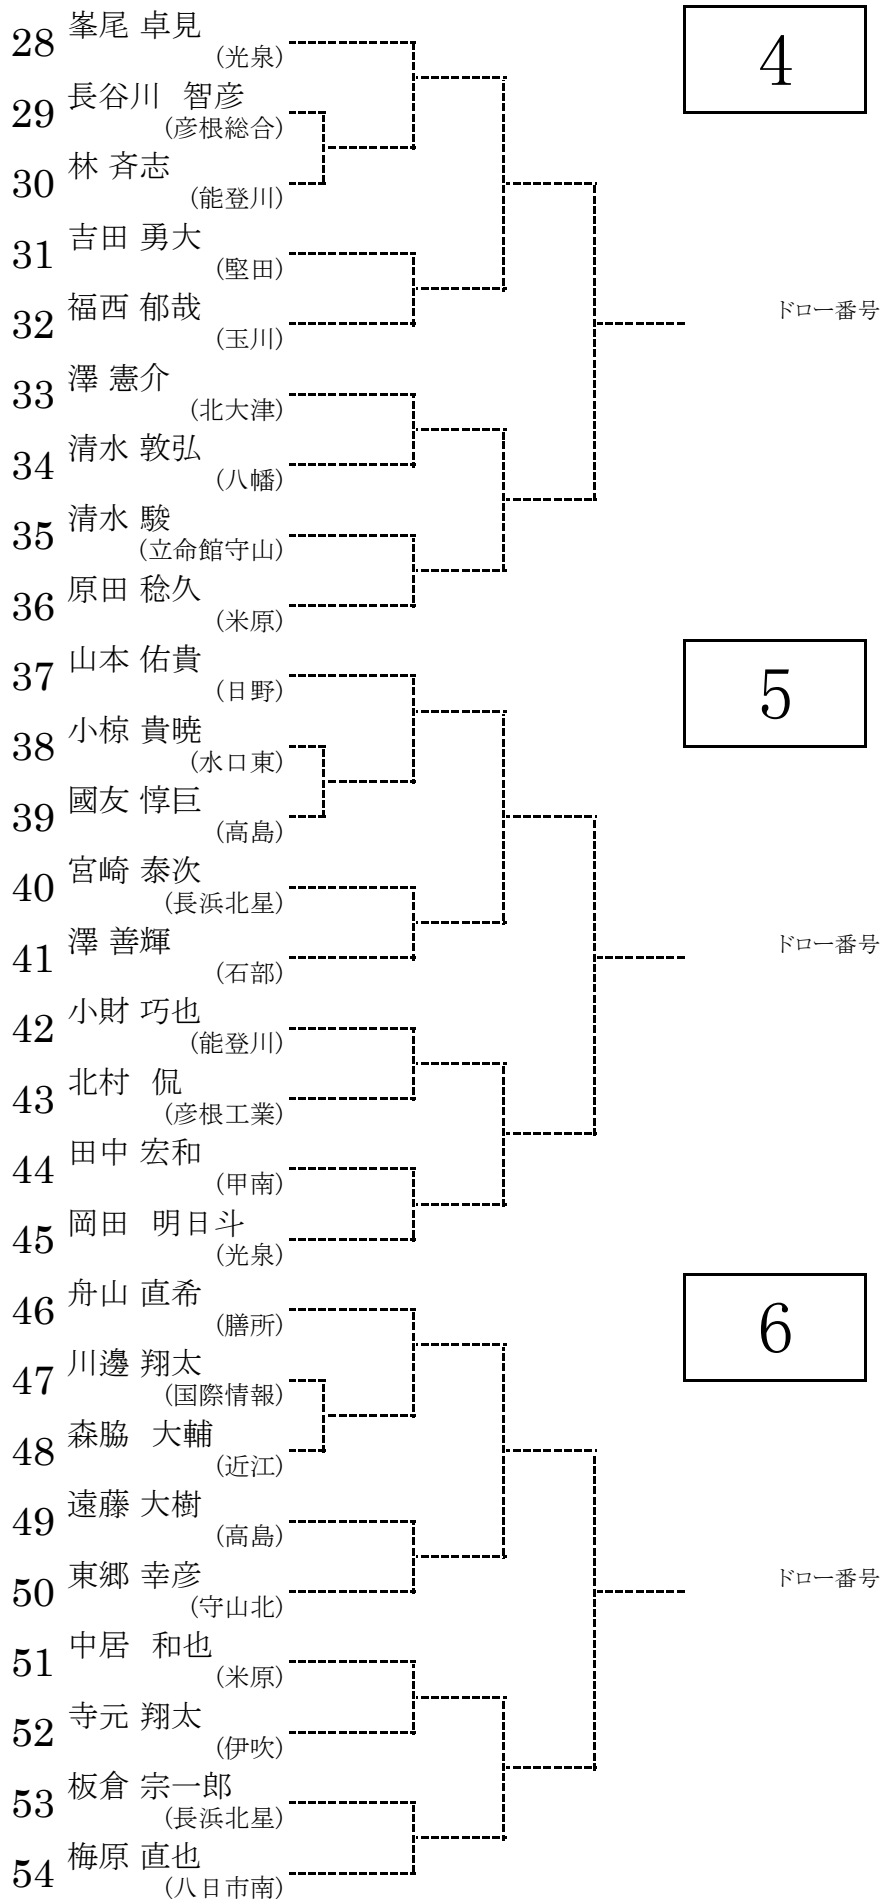 28 峯尾 卓見
(光泉)
4
29 長谷川 智彦
(彦根総合)
30 林 斉志
(能登川)
31 吉田 勇大
(堅田)
32 福西 郁哉
(玉川)
ドロー番号
33 澤 憲介
(北大津)
34 清水 敦弘
(八幡)
35 清水 駿
(立命館守山)
36 原田 稔久
(米原)
37 山本 佑貴
(日野)
5
38 小椋 貴暁
(水口東)
39 國友 惇巨
(高島)
40 宮崎 泰次
(長浜北星)
41 澤 善輝
(石部)
ドロー番号
42 小財 巧也
(能登川)
43 北村 侃
(彦根工業)
44 田中 宏和
(甲南)
45 岡田 明日斗
(光泉)
46 舟山 直希
(膳所)
6
47 川邊 翔太
(国際情報)
48 森脇 大輔
(近江)
49 遠藤 大樹
(高島)
50 東郷 幸彦
(守山北)
ドロー番号
51 中居 和也
(米原)
52 寺元 翔太
(伊吹)
53 板倉 宗一郎
(長浜北星)
54 梅原 直也
(八日市南)